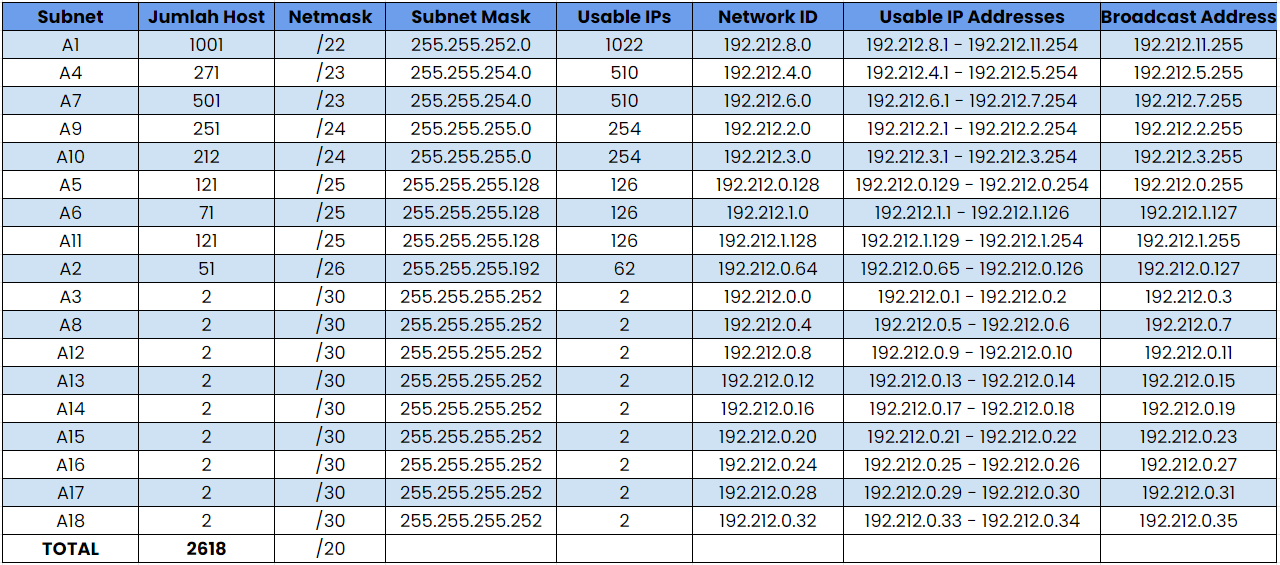 Subnet Jumlah Host Netmask Subnet Mask Usable IPs Network ID Usable IP Addresses Broadcast Address
A1 1001 /22 255.255.252.0 1022 192.212.8.0 192.212.8.1 - 192.212.11.254 192.212.11.255
A4 271 /23 255.255.254.0 510 192.212.4.0 192.212.4.1 - 192.212.5.254 192.212.5.255
A7 501 /23 255.255.254.0 510 192.212.6.0 192.212.6.1 - 192.212.7.254 192.212.7.255
A9 251 /24 255.255.255.0 254 192.212.2.0 192.212.2.1 - 192.212.2.254 192.212.2.255
A10 212 /24 255.255.255.0 254 192.212.3.0 192.212.3.1 - 192.212.3.254 192.212.3.255
A5 121 /25 255.255.255.128 126 192.212.0.128 192.212.0.129 - 192.212.0.254 192.212.0.255
A6 71 /25 255.255.255.128 126 192.212.1.0 192.212.1.1 - 192.212.1.126 192.212.1.127
A11 121 /25 255.255.255.128 126 192.212.1.128 192.212.1.129 - 192.212.1.254 192.212.1.255
A2 51 /26 255.255.255.192 62 192.212.0.64 192.212.0.65 - 192.212.0.126 192.212.0.127
A3 2 /30 255.255.255.252 2 192.212.0.0 192.212.0.1 - 192.212.0.2 192.212.0.3
A8 2 /30 255.255.255.252 2 192.212.0.4 192.212.0.5 - 192.212.0.6 192.212.0.7
A12 2 /30 255.255.255.252 2 192.212.0.8 192.212.0.9 - 192.212.0.10 192.212.0.11
A13 2 /30 255.255.255.252 2 192.212.0.12 192.212.0.13 - 192.212.0.14 192.212.0.15
A14 2 /30 255.255.255.252 2 192.212.0.16 192.212.0.17 - 192.212.0.18 192.212.0.19
A15 2 /30 255.255.255.252 2 192.212.0.20 192.212.0.21 - 192.212.0.22 192.212.0.23
A16 2 /30 255.255.255.252 2 192.212.0.24 192.212.0.25 - 192.212.0.26 192.212.0.27
A17 2 /30 255.255.255.252 2 192.212.0.28 192.212.0.29 - 192.212.0.30 192.212.0.31
A18 2 /30 255.255.255.252 2 192.212.0.32 192.212.0.33 - 192.212.0.34 192.212.0.35
TOTAL 2618 /20